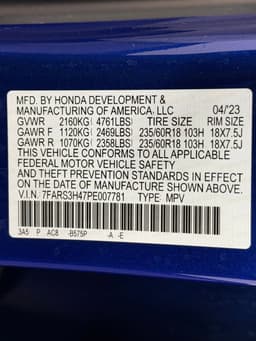 MFD. BY HONDA DEVELOPMENT &
MANUFACTURING OF AMERICA, LLC 04/'23
GVWR 2160KG( 4761LBS) TIRE SIZE RIM SIZE
GAWR F 1120KG( 2469LBS) 235/60R18 103H 18X7.5J
GAWR R 1070KG( 2358LBS) 235/60R18 103H 18X7.5J
THIS VEHICLE CONFORMS TO ALL APPLICABLE
FEDERAL MOTOR VEHICLE SAFETY
AND THEFT PREVENTION STANDARDS IN EFFECT
ON THE DATE OF MANUFACTURE SHOWN ABOVE.
V.I.N. 7FARS3H47PE007781 TYPE: MPV
3A5 P AC8 -B575P -A -E